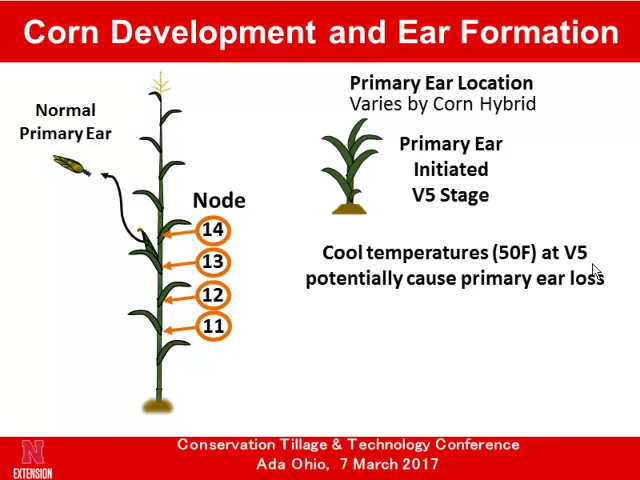 Corn Development and Ear Formation
Normal
Primary Ear
Primary Ear Location
Varies by Corn Hybrid
Primary Ear
Initiated
V5 Stage
Node
14
13
12
11
Cool temperatures (50F) at V5
potentially cause primary ear loss
N
EXTENSION
Conservation Tillage & Technology Conference
Ada Ohio, 7 March 2017